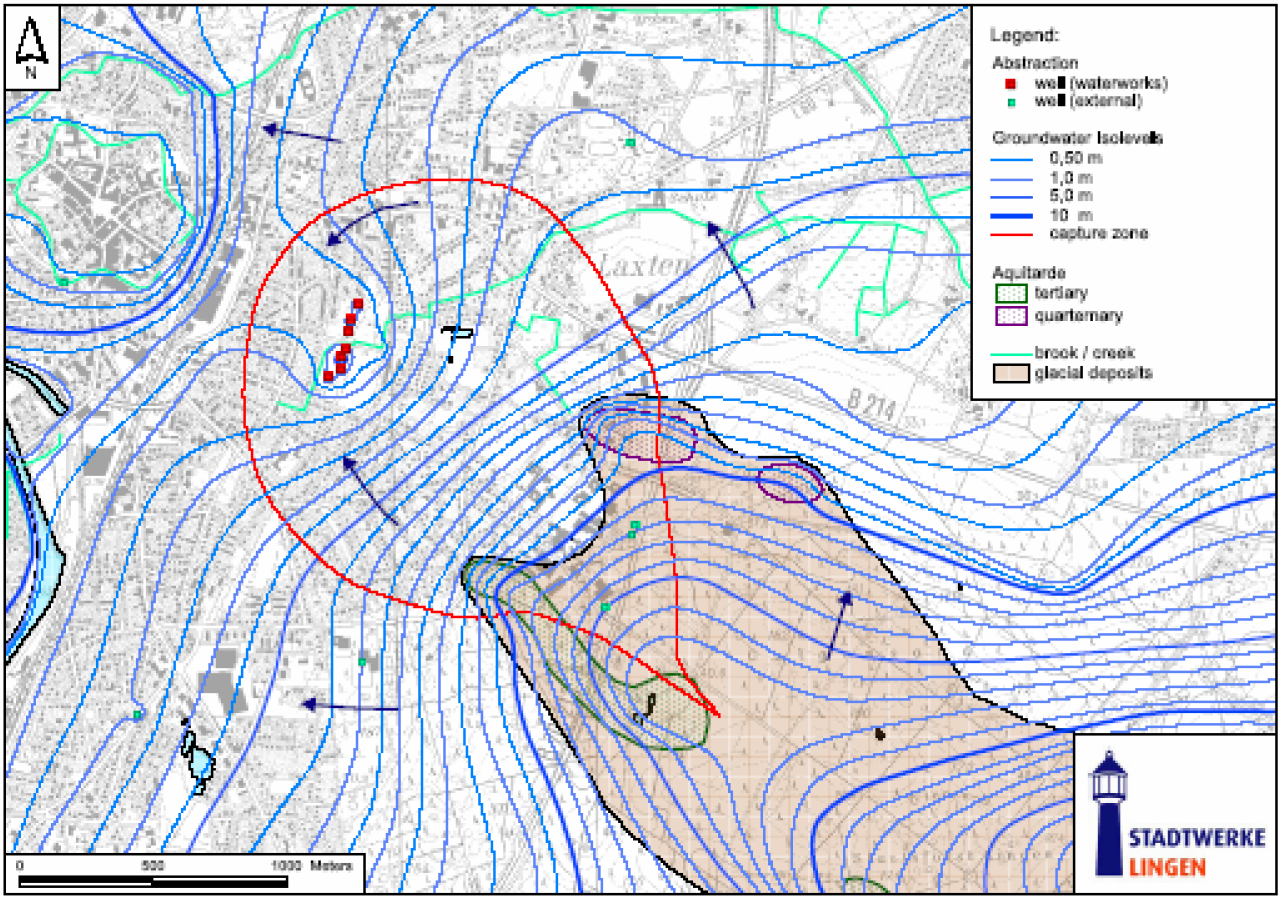 N
Legend:
Abstraction
well (waterworks)
well (external)
Groundwater Isolevels
0,50 m
1,0 m
5,0 m
10 m
capture zone
Aquitarde
tertiary
quarternary
brook / creek
glacial deposits
Laxten
B 214
0 500 1000 Meters
STADTWERKE
LINGEN